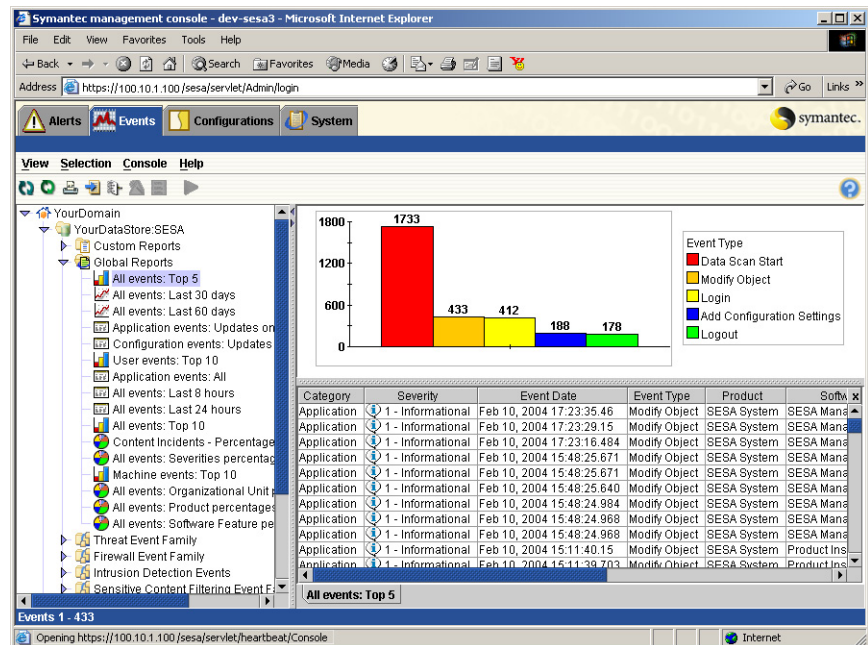 Symantec management console - dev-sesa3 - Microsoft Internet Explorer
File Edit View Favorites Tools Help
Back Search Favorites Media
Address https://100.10.1.100/sesa/servlet/Admin/login Go Links »
Alerts Events Configurations System symantec.
View Selection Console Help
YourDomain
YourDataStore:SESA
Custom Reports
Global Reports
All events: Top 5
All events: Last 30 days
All events: Last 60 days
Application events: Updates on
Configuration events: Updates
User events: Top 10
Application events: All
All events: Last 8 hours
All events: Last 24 hours
All events: Top 10
Content Incidents - Percentage
All events: Severities percentag
Machine events: Top 10
All events: Organizational Unit
All events: Product percentages
All events: Software Feature pe
Threat Event Family
Firewall Event Family
Intrusion Detection Events
Sensitive Content Filtering Event F
1800
1200
600
0
1733
433
412
188
178
Event Type
Data Scan Start
Modify Object
Login
Add Configuration Settings
Logout
Category Severity Event Date Event Type Product Softw x
Application 1 - Informational Feb 10, 2004 17:23:35.46 Modify Object SESA System SESA Mana
Application 1 - Informational Feb 10, 2004 17:23:29.15 Modify Object SESA System SESA Mana
Application 1 - Informational Feb 10, 2004 17:23:16.484 Modify Object SESA System SESA Mana
Application 1 - Informational Feb 10, 2004 15:48:25.671 Modify Object SESA System SESA Mana
Application 1 - Informational Feb 10, 2004 15:48:25.671 Modify Object SESA System SESA Mana
Application 1 - Informational Feb 10, 2004 15:48:25.640 Modify Object SESA System SESA Mana
Application 1 - Informational Feb 10, 2004 15:48:24.984 Modify Object SESA System SESA Mana
Application 1 - Informational Feb 10, 2004 15:48:24.968 Modify Object SESA System SESA Mana
Application 1 - Informational Feb 10, 2004 15:48:24.968 Modify Object SESA System SESA Mana
Application 1 - Informational Feb 10, 2004 15:11:40.15 Modify Object SESA System Product Ins
Application 1 - Informational Feb 10, 2004 15:11:39.703 Modify Object SESA System Product Ins
All events: Top 5
Events 1 - 433
Opening https://100.10.1.100/sesa/servlet/heartbeat/Console Internet